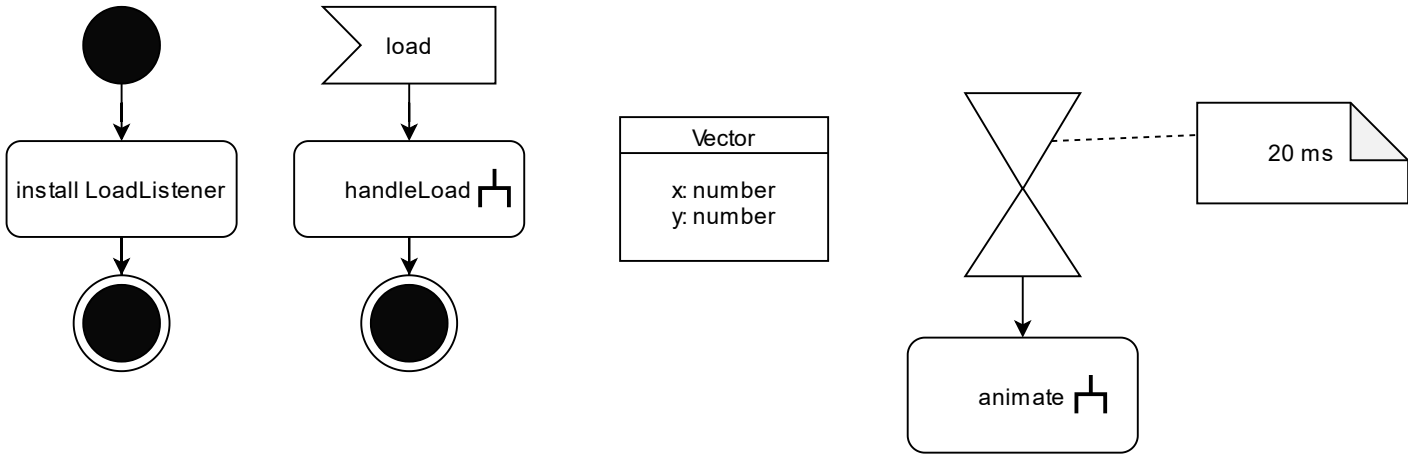 load
install LoadListener
handleLoad
Vector
x: number
y: number
20 ms
animate